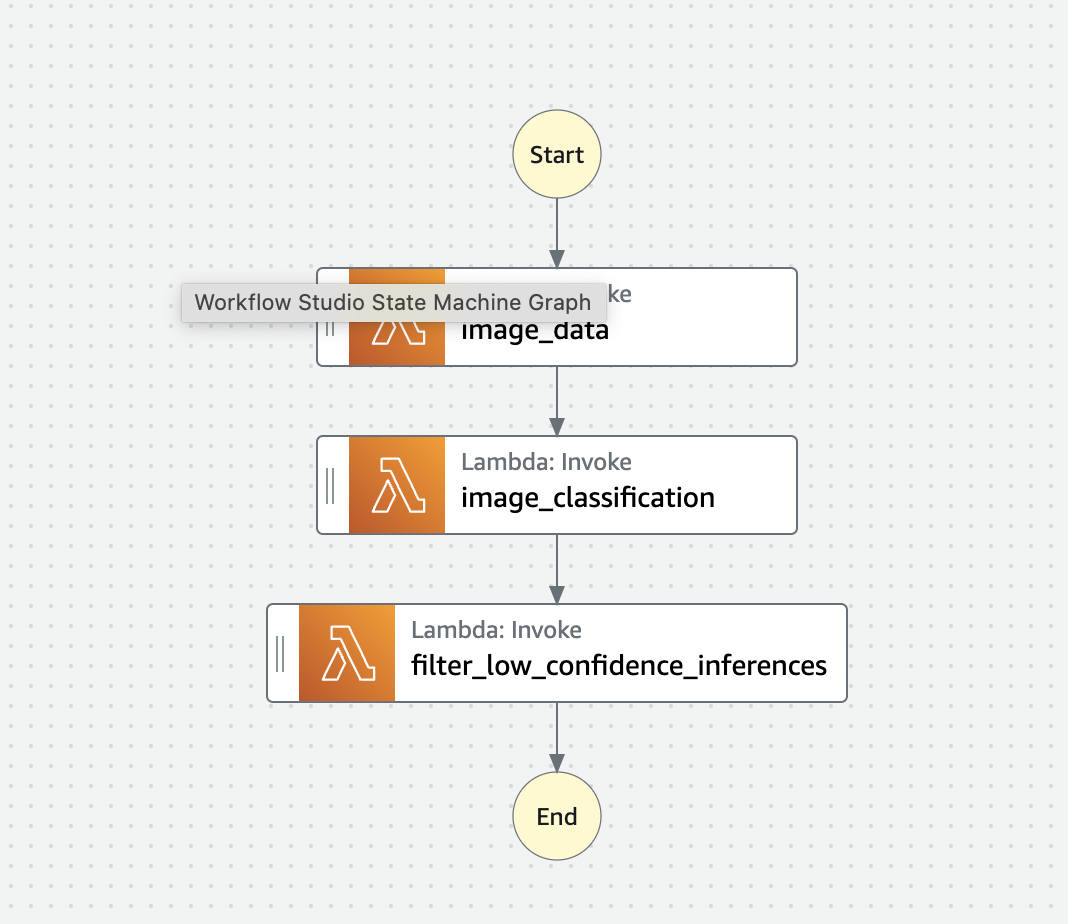 Start
Workflow Studio State Machine Graph
ke
image_data
Lambda: Invoke
image_classification
Lambda: Invoke
filter_low_confidence_inferences
End